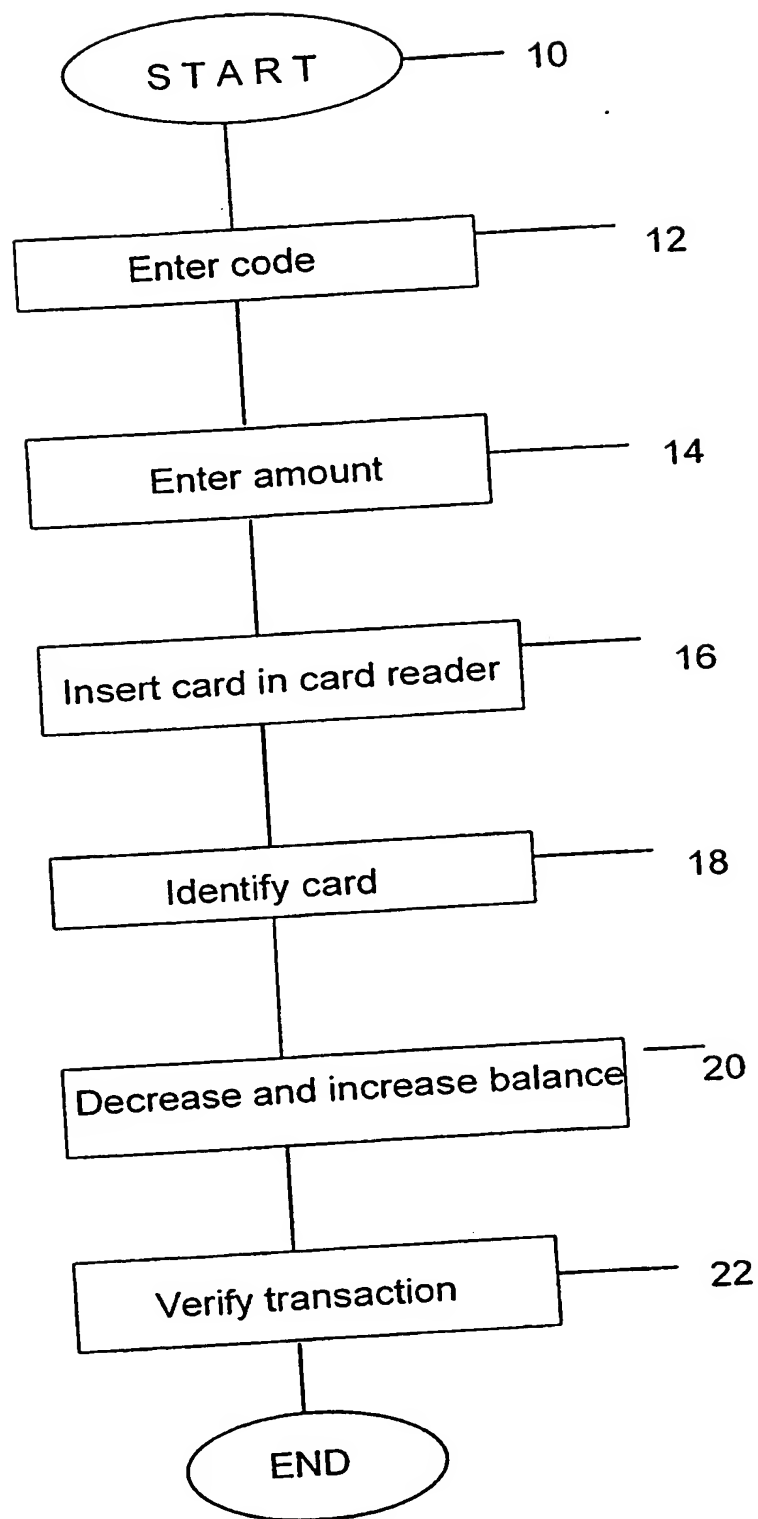 S T A R T 10
Enter code 12
Enter amount 14
Insert card in card reader 16
Identify card 18
Decrease and increase balance 20
Verify transaction 22
END